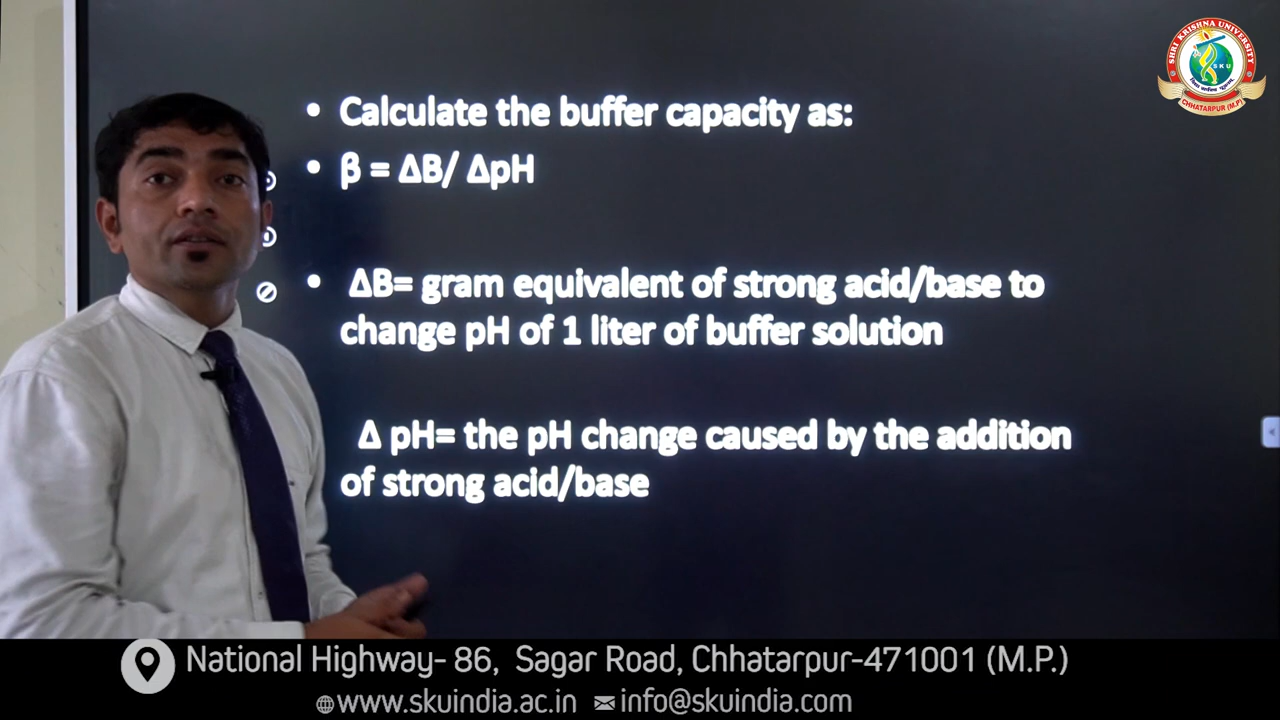 SHRI KRISHNA UNIVERSITY
SKU
CHHATARPUR (M.P.)
• Calculate the buffer capacity as:
• β = ΔB/ ΔpH
• ΔB= gram equivalent of strong acid/base to
change pH of 1 liter of buffer solution
Δ pH= the pH change caused by the addition
of strong acid/base
National Highway- 86, Sagar Road, Chhatarpur-471001 (M.P.)
www.skuindia.ac.in info@skuindia.com